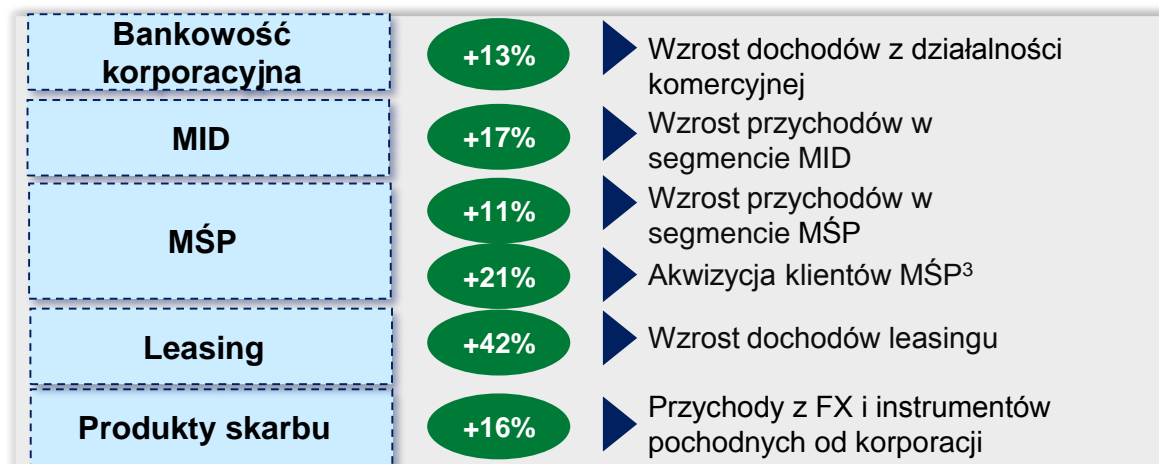 Bankowość
korporacyjna
+13%
Wzrost dochodów z działalności
komercyjnej
MID
+17%
Wzrost przychodów w
segmencie MID
MŚP
+11%
Wzrost przychodów w
segmencie MŚP
+21%
Akwizycja klientów MŚP³
Leasing
+42%
Wzrost dochodów leasingu
Produkty skarbu
+16%
Przychody z FX i instrumentów
pochodnych od korporacji